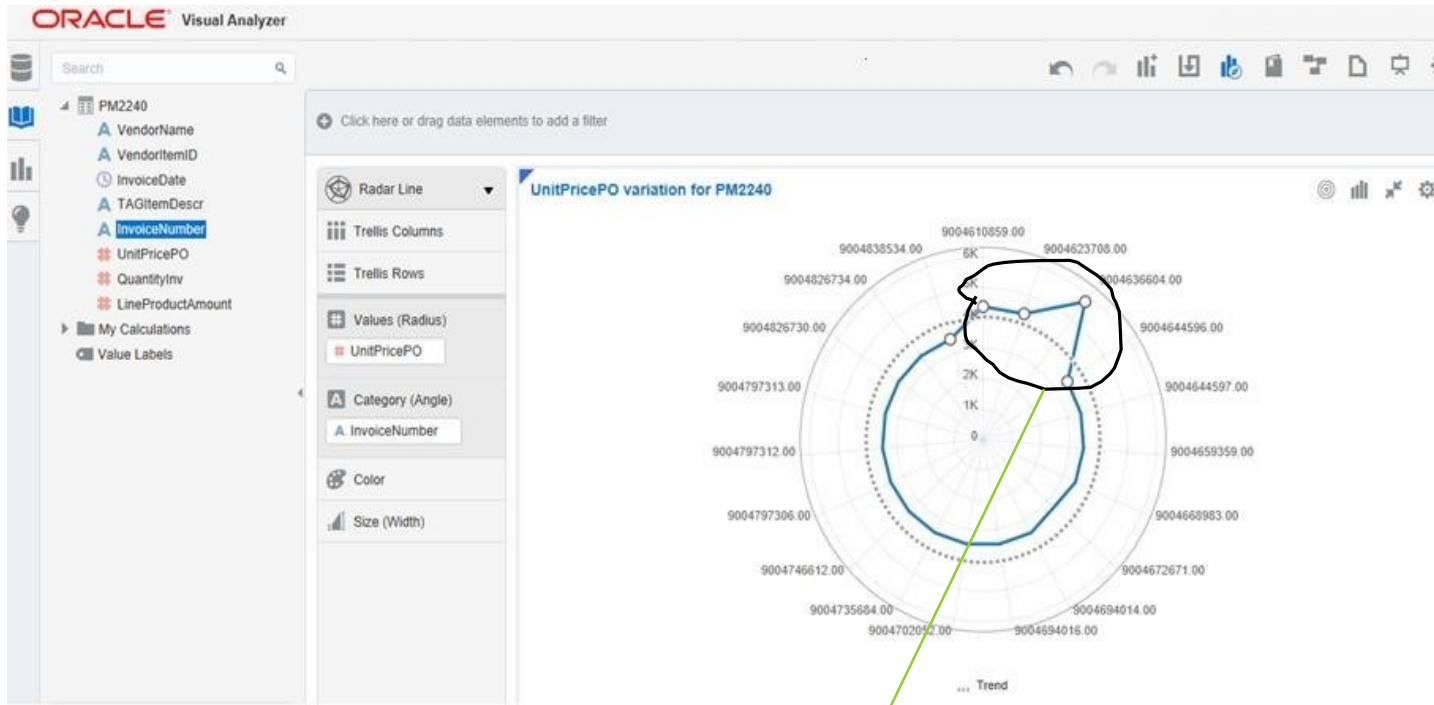 ORACLE Visual Analyzer
Search
PM2240
VendorName
VendorItemID
InvoiceDate
TAGItemDescr
InvoiceNumber
UnitPricePO
QuantityInv
LineProductAmount
My Calculations
Value Labels
Click here or drag data elements to add a filter
Radar Line
Trellis Columns
Trellis Rows
Values (Radius)
UnitPricePO
Category (Angle)
InvoiceNumber
Color
Size (Width)
UnitPricePO variation for PM2240
9004610859.00
9004623708.00
9004636604.00
9004644596.00
9004644597.00
9004659359.00
9004668983.00
9004672671.00
9004694014.00
9004694016.00
9004735684.00
9004746612.00
9004797306.00
9004797312.00
9004797313.00
9004826730.00
9004826734.00
9004838534.00
6K
2K
1K
0
... Trend